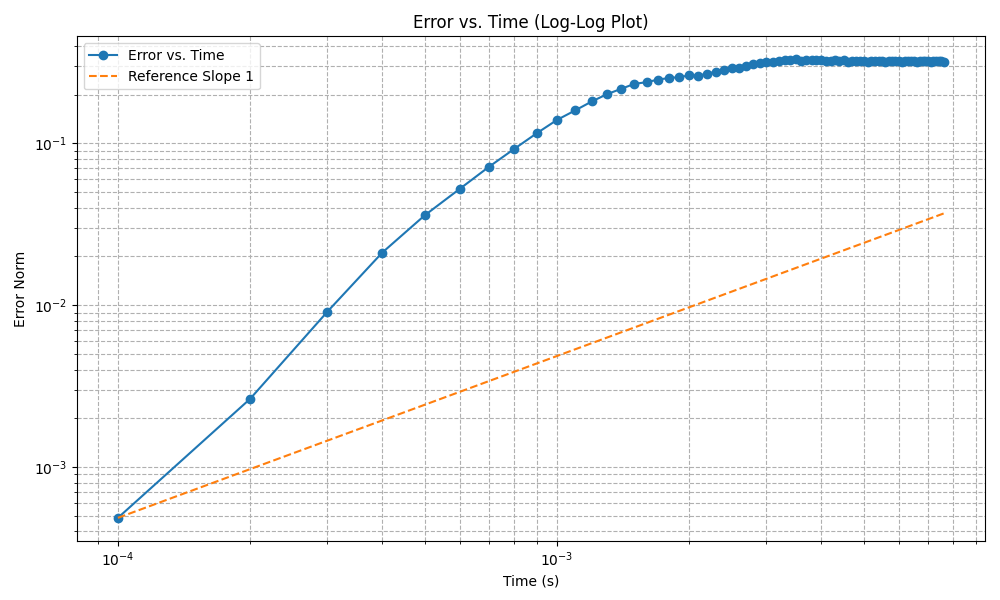 Error vs. Time (Log-Log Plot)
Error vs. Time
Reference Slope 1
10⁻¹
10⁻²
10⁻³
Error Norm
10⁻⁴
10⁻³
Time (s)